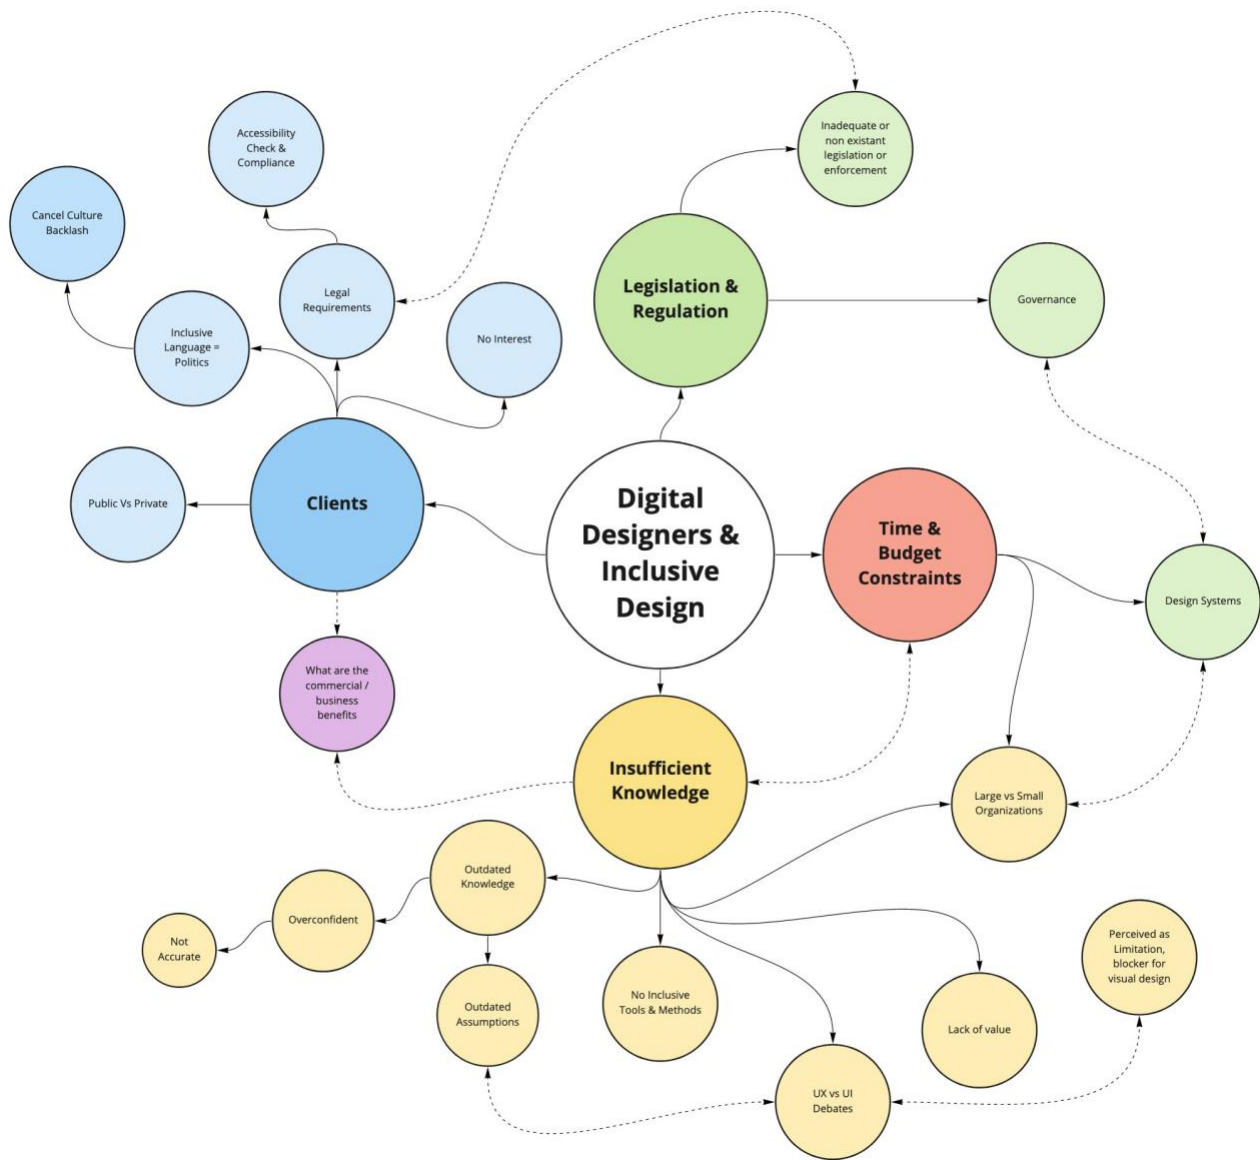 Accessibility
Check &
Compliance
Inadequate or
non existant
legislation or
enforcement
Cancel Culture
Backlash
Legal
Requirements
Legislation &
Regulation
Governance
Inclusive
Language =
Politics
No Interest
Public Vs Private
Clients
Digital
Designers &
Inclusive
Design
Time &
Budget
Constraints
Design Systems
What are the
commercial /
business
benefits
Insufficient
Knowledge
Large vs Small
Organizations
Outdated
Knowledge
Overconfident
Not
Accurate
Outdated
Assumptions
No Inclusive
Tools & Methods
Perceived as
Limitation,
blocker for
visual design
Lack of value
UX vs UI
Debates